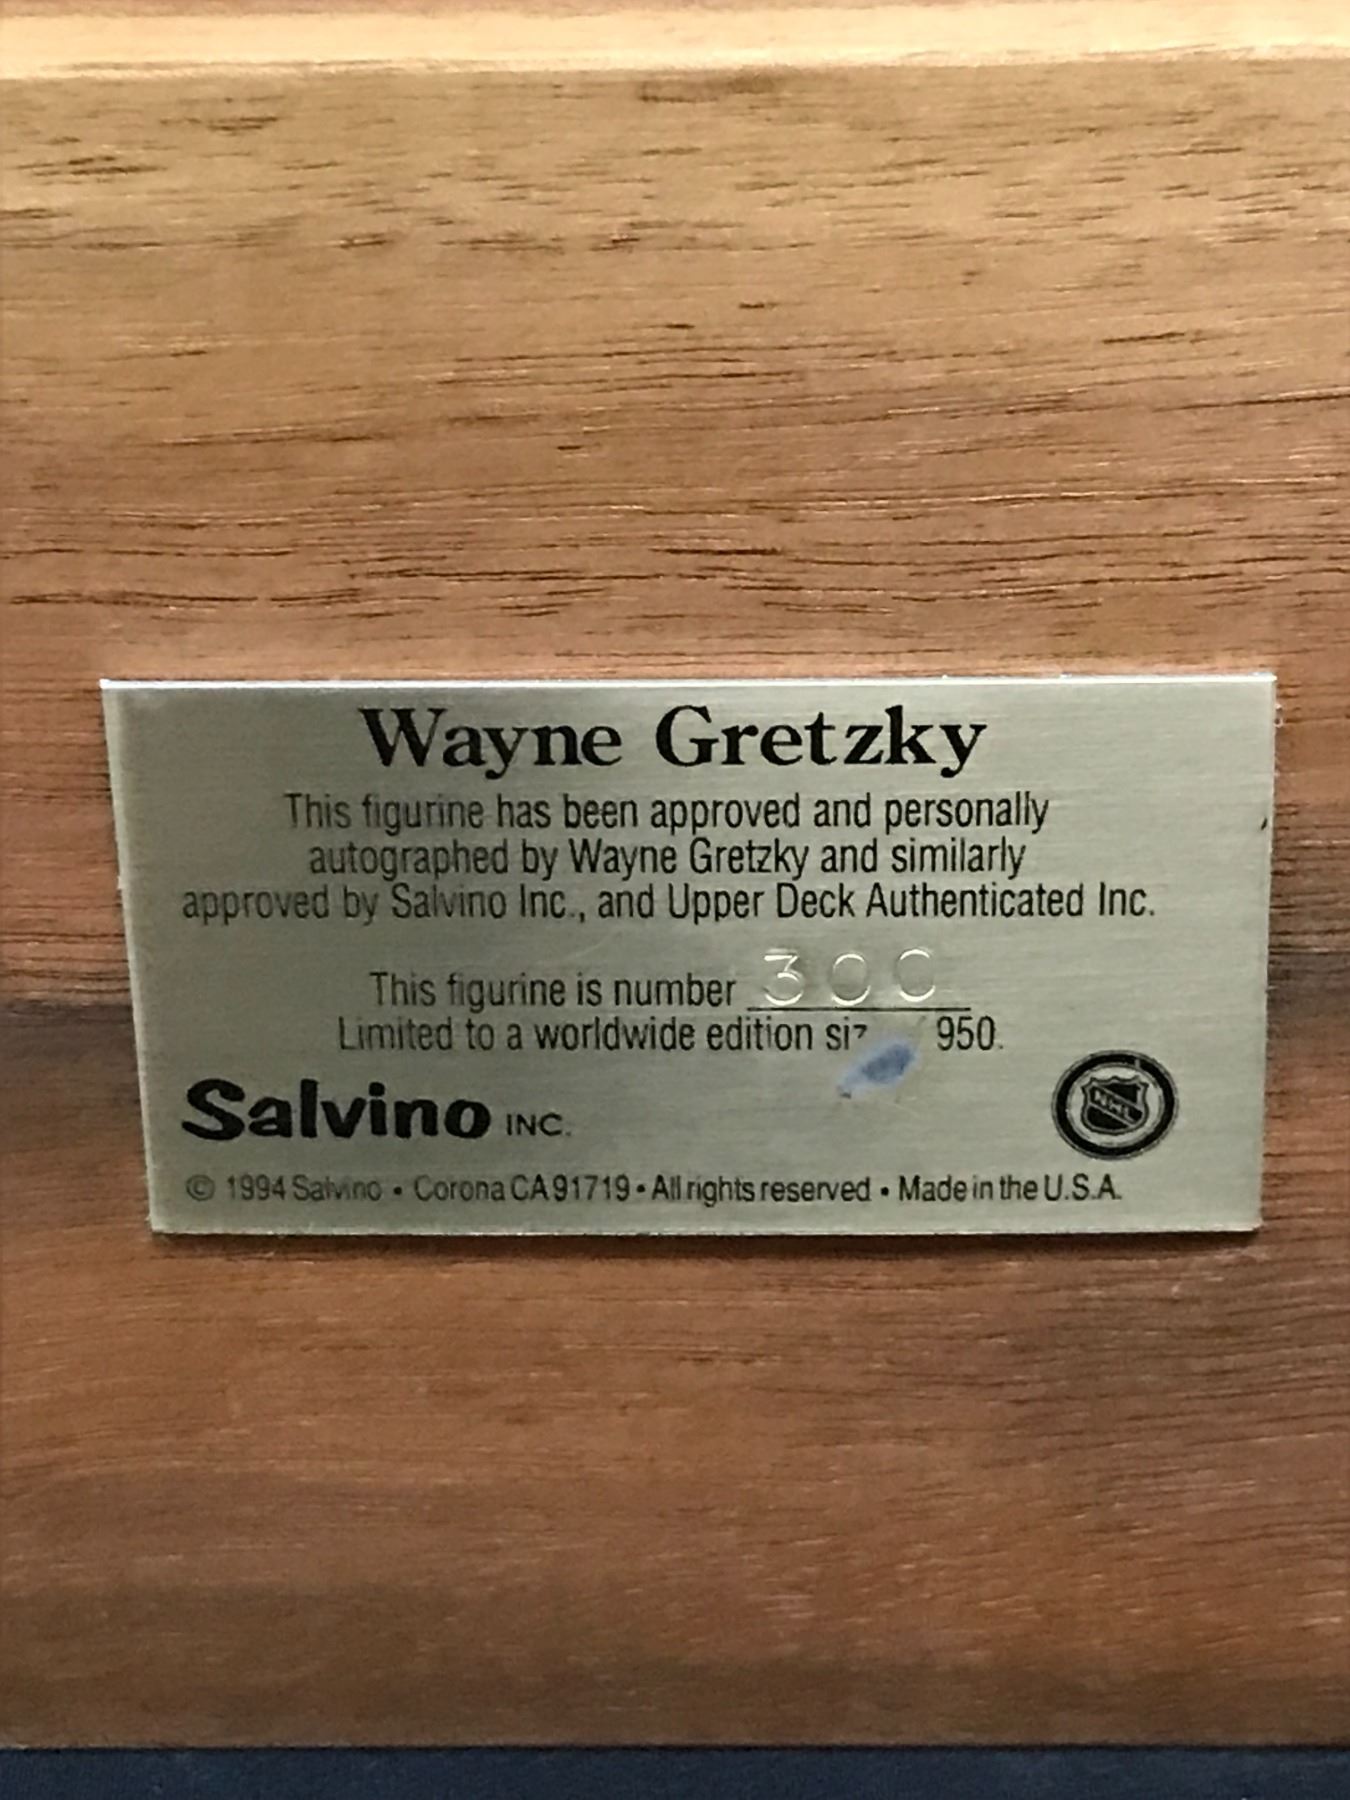 Wayne Gretzky
This figurine has been approved and personally
autographed by Wayne Gretzky and similarly
approved by Salvino Inc., and Upper Deck Authenticated Inc.
This figurine is number 300
Limited to a worldwide edition 950.
Salvino INC.
NHL
© 1994 Salvino • Corona CA 91719 • All rights reserved • Made in the U.S.A.